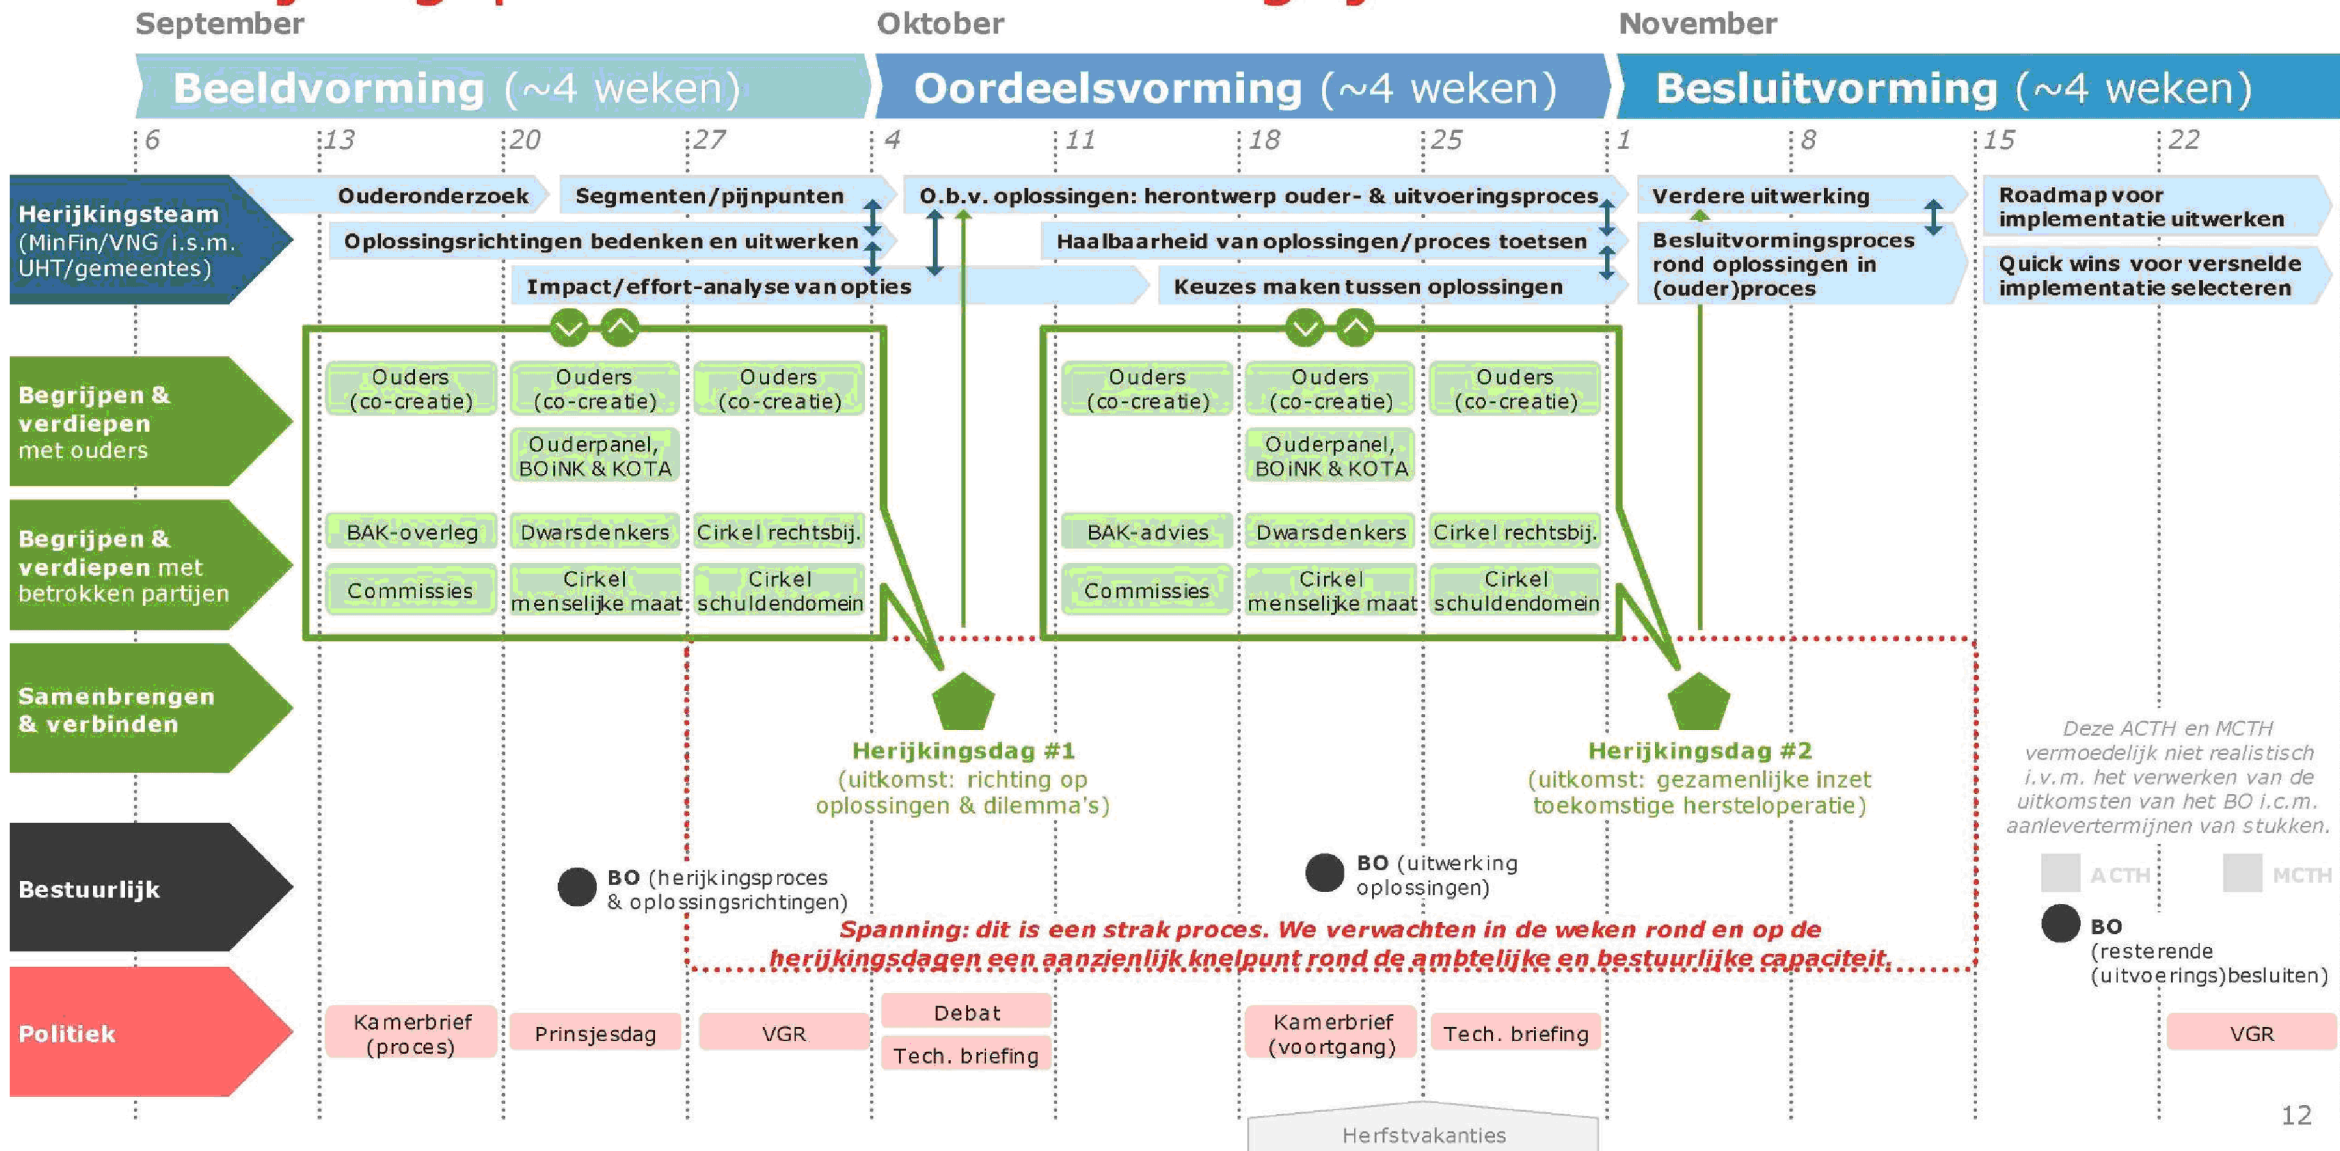 September
Oktober
November
Beeldvorming (~4 weken)
Oordeelsvorming (~4 weken)
Besluitvorming (~4 weken)
6
13
20
27
4
11
18
25
1
8
15
22
Herijkingsteam
(MinFin/VNG i.s.m.
UHT/gemeentes)
Ouderonderzoek
Segmenten/pijnpunten
O.b.v. oplossingen: herontwerp ouder- & uitvoeringsproces
Verdere uitwerking
Roadmap voor
implementatie uitwerken
Oplossingsrichtingen bedenken en uitwerken
Haalbaarheid van oplossingen/proces toetsen
Besluitvormingsproces
rond oplossingen in
(ouder)proces
Impact/effort-analyse van opties
Keuzes maken tussen oplossingen
Quick wins voor versnelde
implementatie selecteren
Begrijpen &
verdiepen
met ouders
Ouders
(co-creatie)
Ouders
(co-creatie)
Ouders
(co-creatie)
Ouders
(co-creatie)
Ouders
(co-creatie)
Ouders
(co-creatie)
Ouderpanel,
BOiNK & KOTA
Ouderpanel,
BOiNK & KOTA
Begrijpen &
verdiepen met
betrokken partijen
BAK-overleg
Dwarsdenkers
Cirkel rechtsbij.
BAK-advies
Dwarsdenkers
Cirkel rechtsbij.
Commissies
Cirkel
menselijke maat
Cirkel
schuldendomein
Commissies
Cirkel
menselijke maat
Cirkel
schuldendomein
Samenbrengen
& verbinden
Herijkingsdag #1
(uitkomst: richting op
oplossingen & dilemma's)
Herijkingsdag #2
(uitkomst: gezamenlijke inzet
toekomstige hersteloperatie)
Deze ACTH en MCTH
vermoedelijk niet realistisch
i.v.m. het verwerken van de
uitkomsten van het BO i.c.m.
aanlevertermijnen van stukken.
Bestuurlijk
BO (herijkingsproces
& oplossingsrichtingen)
BO (uitwerking
oplossingen)
ACTH
MCTH
BO
(resterende
(uitvoerings)besluiten)
Spanning: dit is een strak proces. We verwachten in de weken rond en op de
herijkingsdagen een aanzienlijk knelpunt rond de ambtelijke en bestuurlijke capaciteit.
Politiek
Kamerbrief
(proces)
Prinsjesdag
VGR
Debat
Tech. briefing
Kamerbrief
(voortgang)
Tech. briefing
VGR
Herfstvakanties
12